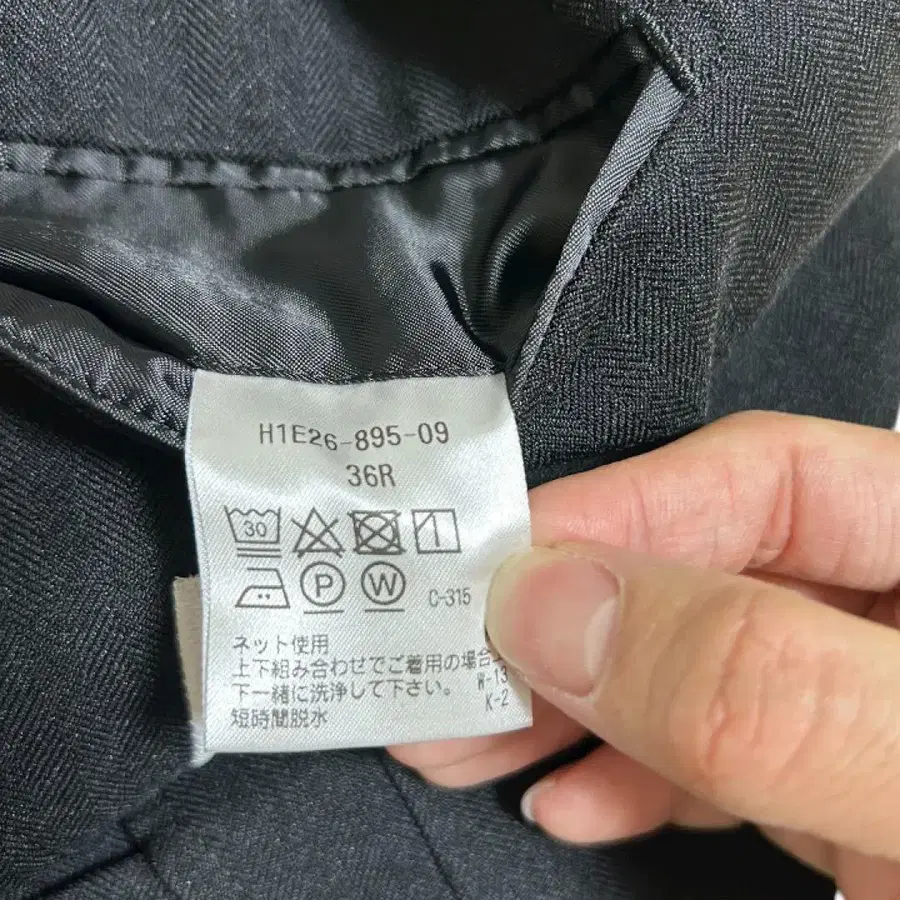 H1E26-895-09
36R
30
P W C-315
ネット使用
上下組み合わせでご着用の場合上
下一緒に洗浄して下さい。 W-13
短時間脱水 K-2